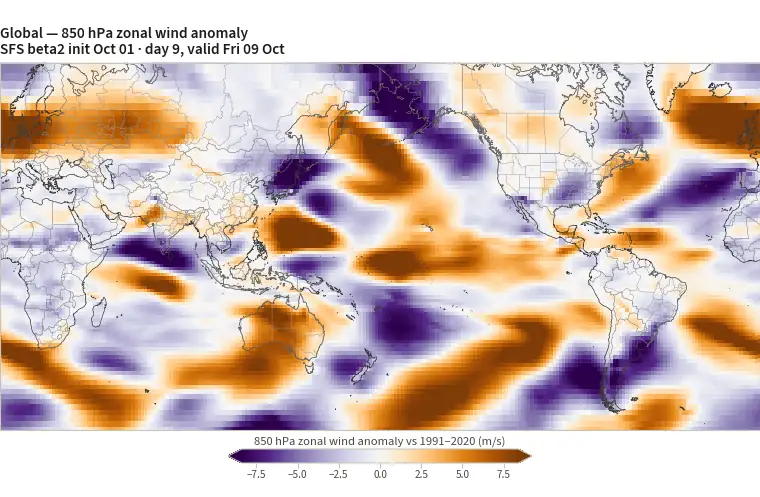 Global — 850 hPa zonal wind anomaly
SFS beta2 init Oct 01 · day 9, valid Fri 09 Oct
850 hPa zonal wind anomaly vs 1991–2020 (m/s)
−7.5 −5.0 −2.5 0.0 2.5 5.0 7.5